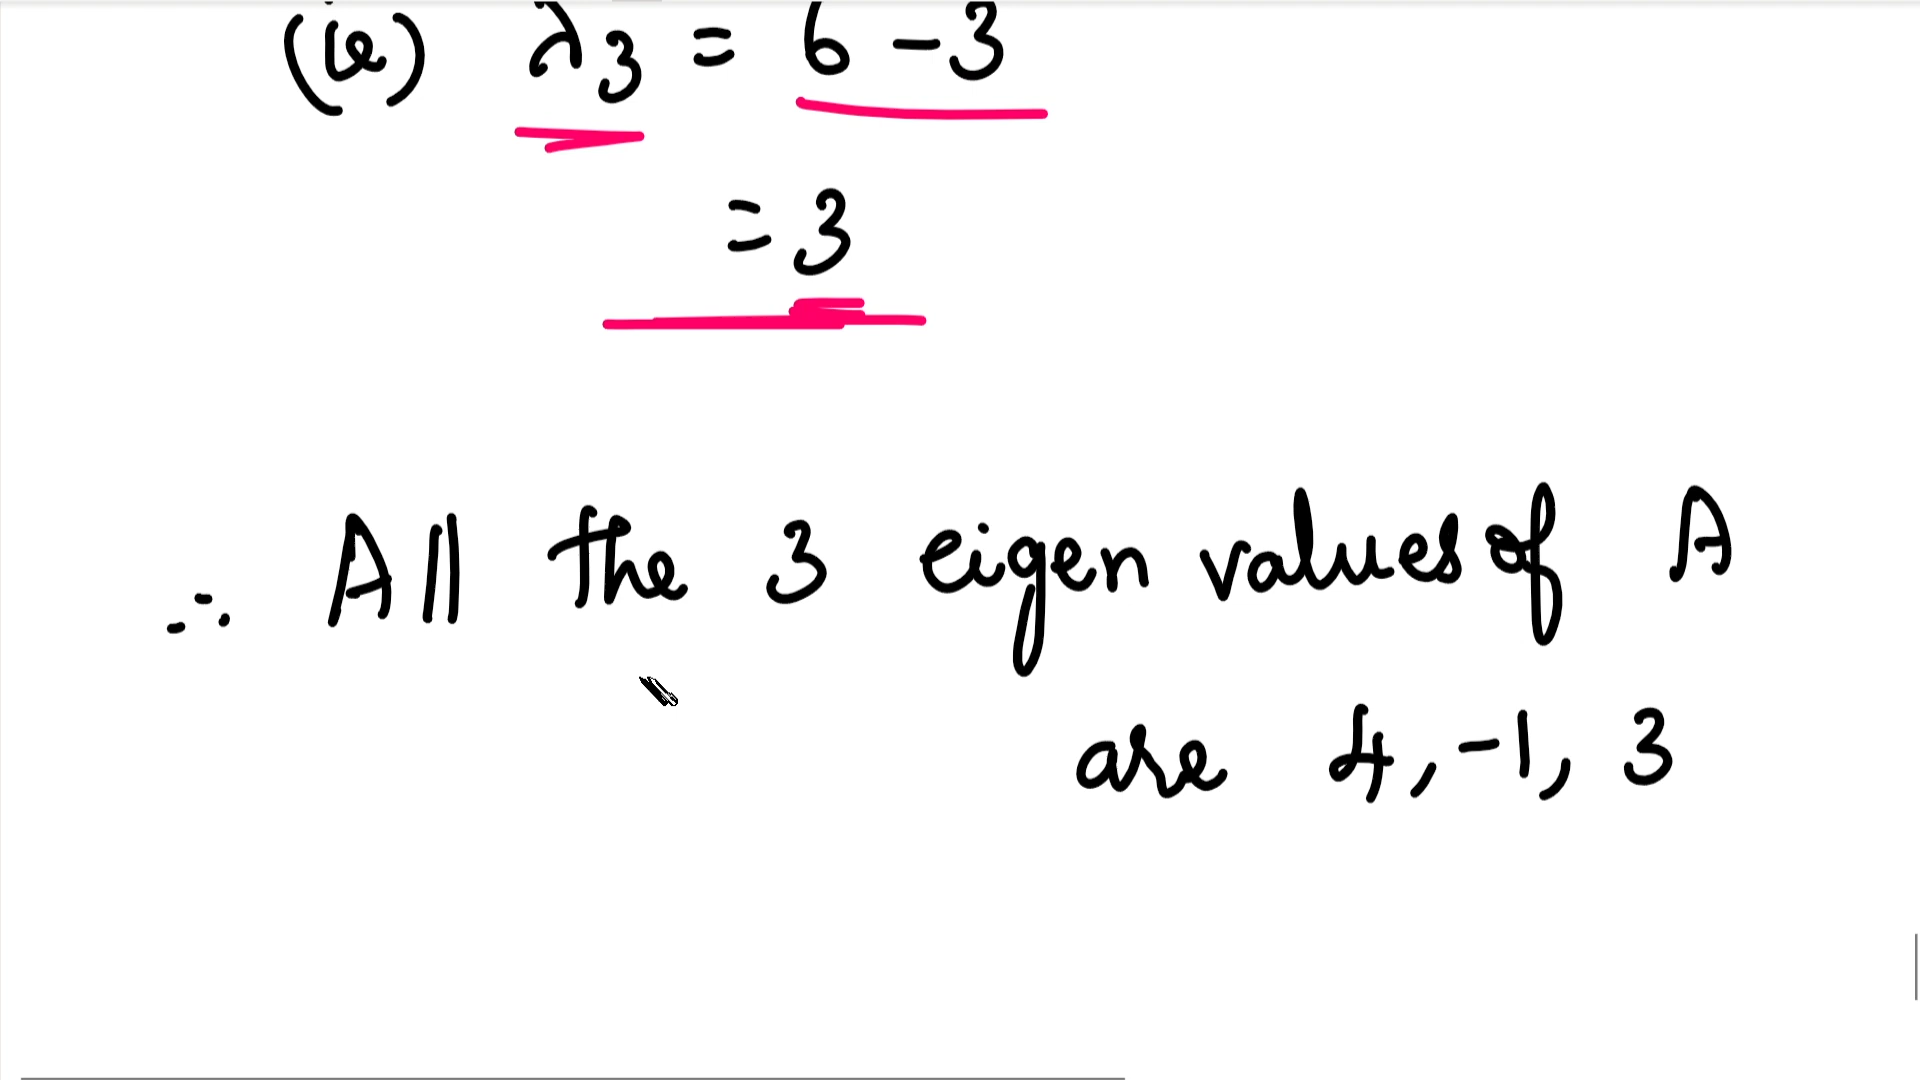 (ie) λ3 = 6 - 3
= 3
∴ All the 3 eigen values of A
are 4, -1, 3